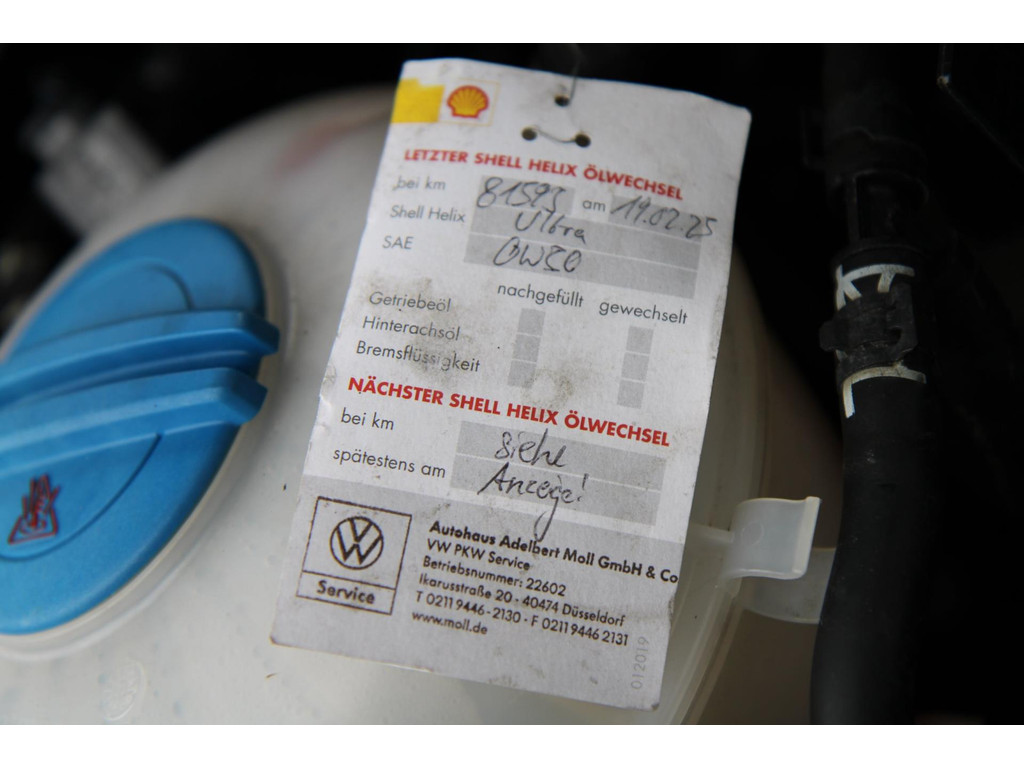 LETZTER SHELL HELIX ÖLWECHSEL
bei km 81593 am 19.02.25
Shell Helix Ultra
SAE 0W20
nachgefüllt gewechselt
Getriebeöl
Hinterachsöl
Bremsflüssigkeit
NÄCHSTER SHELL HELIX ÖLWECHSEL
bei km siehe
spätestens am Anzeige!
Service
Autohaus Adelbert Moll GmbH & Co
VW PKW Service
Betriebsnummer: 22602
Ikarusstraße 20 - 40474 Düsseldorf
T 0211 9446-2130 · F 0211 9446 2131
www.moll.de
012019
KT